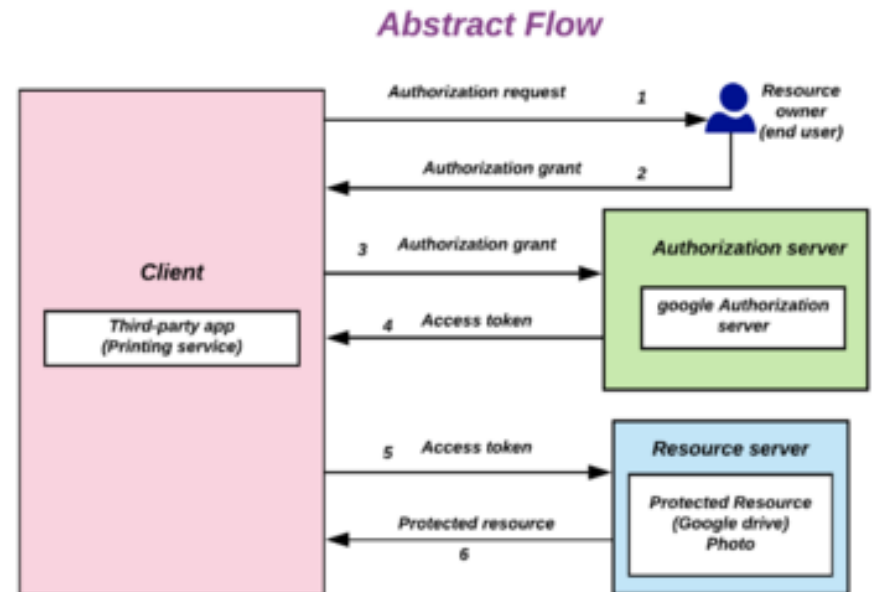 Abstract Flow
Authorization request
1
Resource
owner
(end user)
Authorization grant
2
3
Authorization grant
Authorization server
Client
google Authorization
server
Third-party app
(Printing service)
4
Access token
5
Access token
Resource server
Protected Resource
(Google drive)
Photo
Protected resource
6